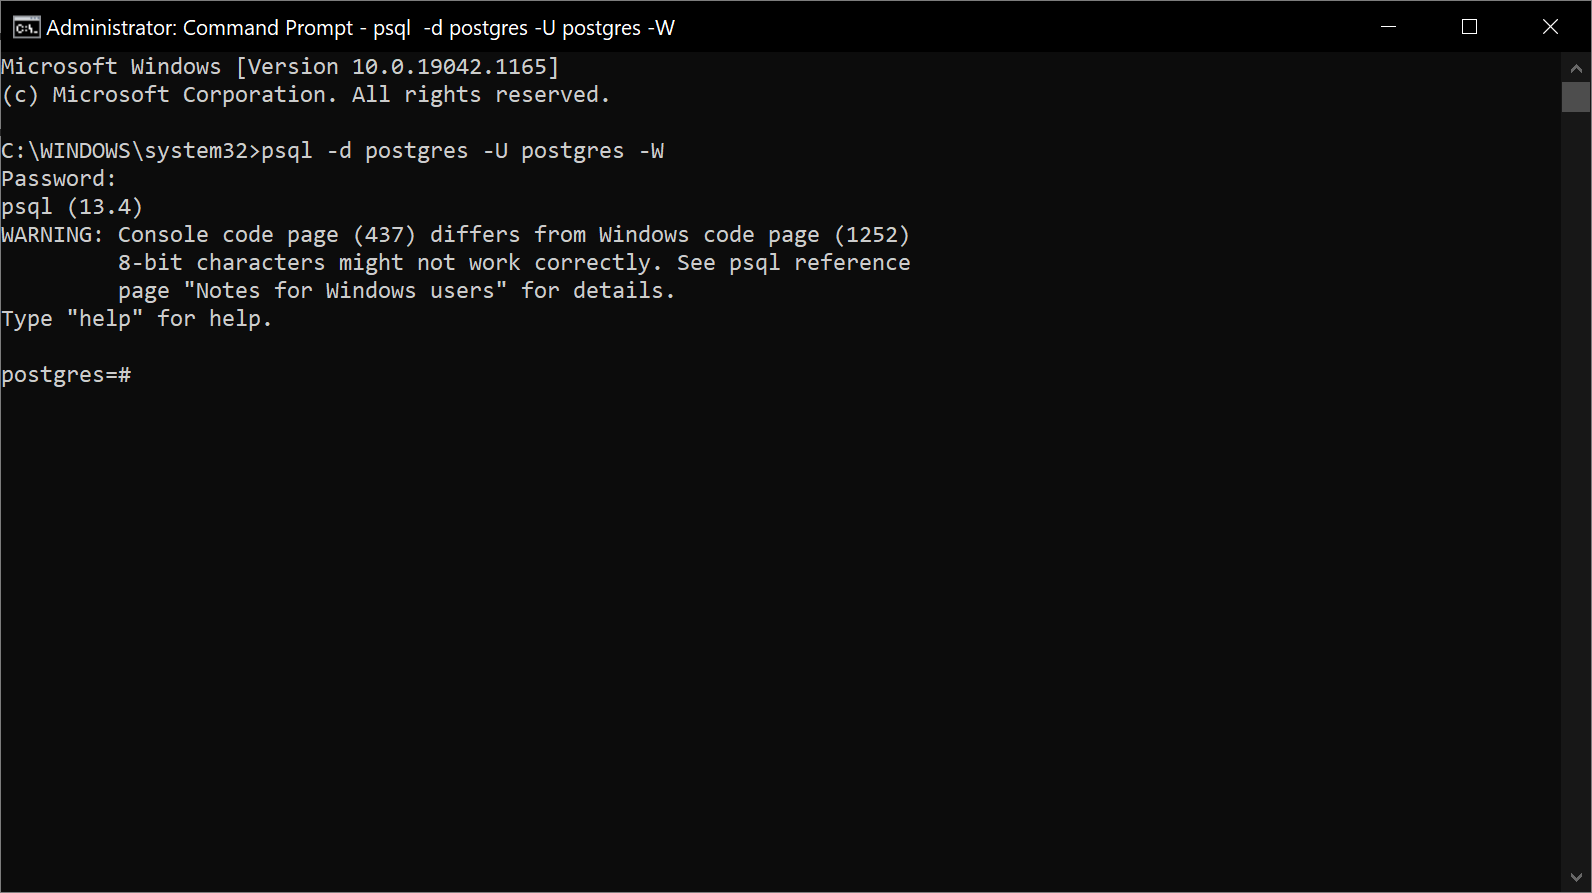 Administrator: Command Prompt - psql  -d postgres -U postgres -W
Microsoft Windows [Version 10.0.19042.1165]
(c) Microsoft Corporation. All rights reserved.
C:\WINDOWS\system32>psql -d postgres -U postgres -W
Password:
psql (13.4)
WARNING: Console code page (437) differs from Windows code page (1252)
         8-bit characters might not work correctly. See psql reference
         page "Notes for Windows users" for details.
Type "help" for help.
postgres=#